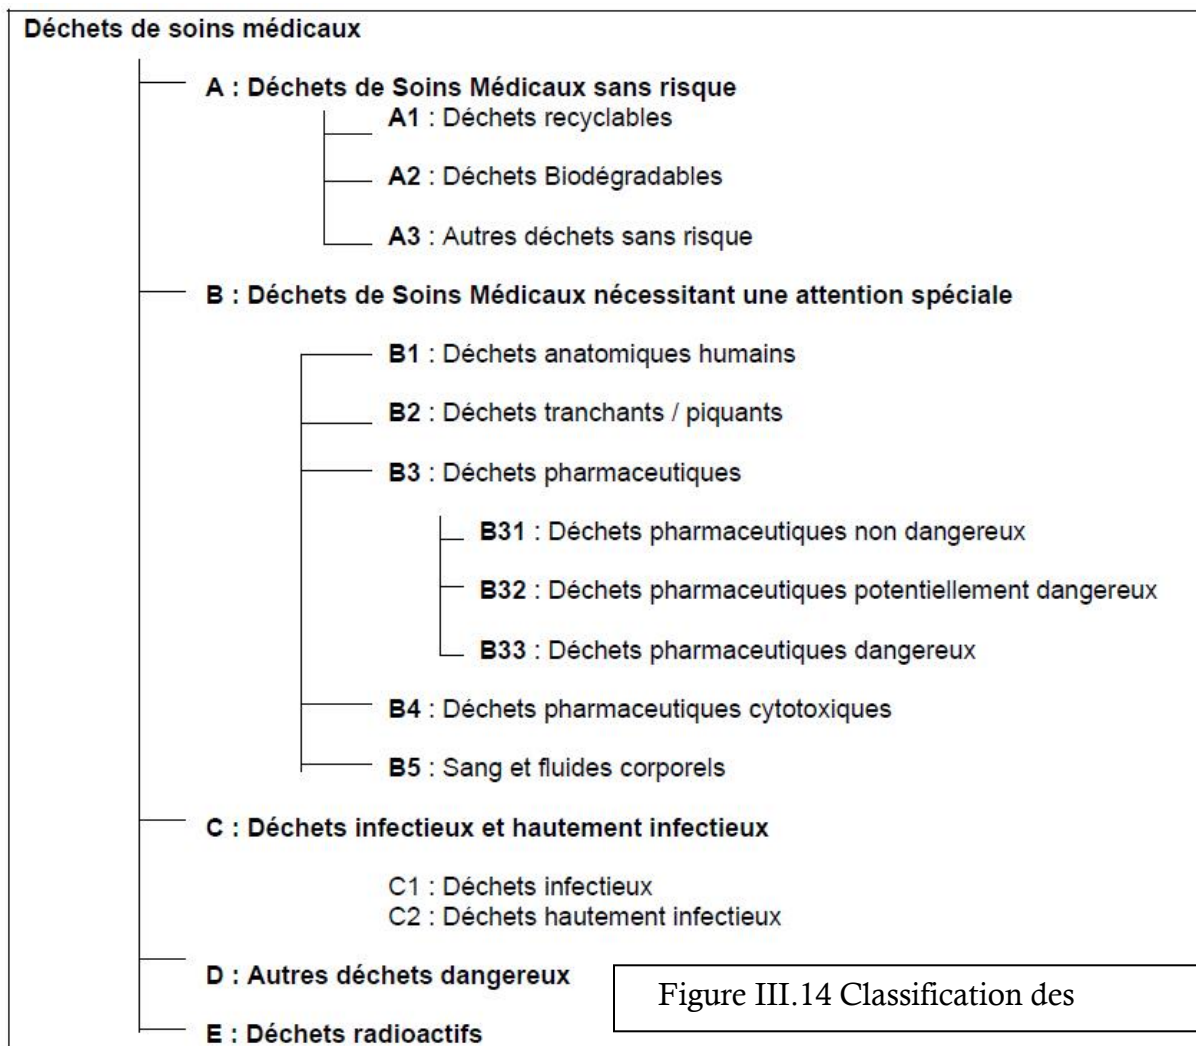 Déchets de soins médicaux
A : Déchets de Soins Médicaux sans risque
A1 : Déchets recyclables
A2 : Déchets Biodégradables
A3 : Autres déchets sans risque
B : Déchets de Soins Médicaux nécessitant une attention spéciale
B1 : Déchets anatomiques humains
B2 : Déchets tranchants / piquants
B3 : Déchets pharmaceutiques
B31 : Déchets pharmaceutiques non dangereux
B32 : Déchets pharmaceutiques potentiellement dangereux
B33 : Déchets pharmaceutiques dangereux
B4 : Déchets pharmaceutiques cytotoxiques
B5 : Sang et fluides corporels
C : Déchets infectieux et hautement infectieux
C1 : Déchets infectieux
C2 : Déchets hautement infectieux
D : Autres déchets dangereux
Figure III.14 Classification des
E : Déchets radioactifs